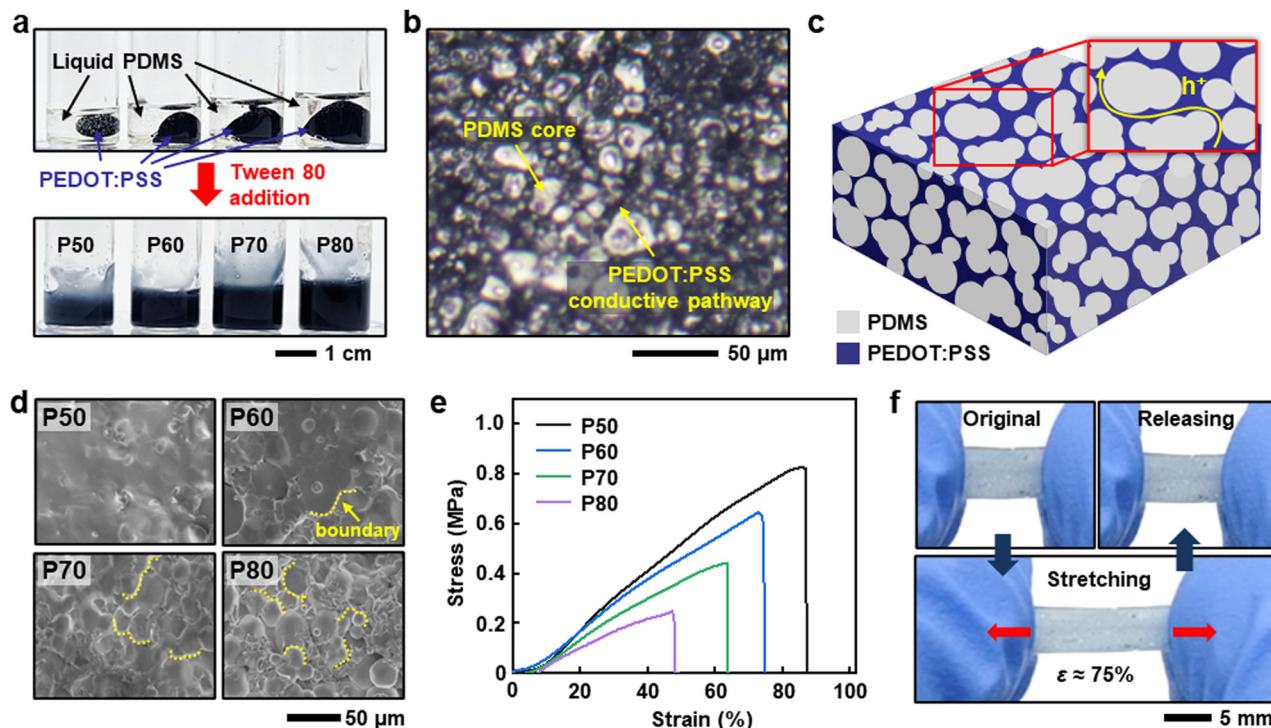 a
Liquid PDMS
PEDOT:PSS
Tween 80
addition
P50 P60 P70 P80
1 cm
b
PDMS core
PEDOT:PSS
conductive pathway
50 μm
c
h+
PDMS
PEDOT:PSS
d
P50
P60
boundary
P70
P80
50 μm
e
Stress (MPa)
1.0
0.8
0.6
0.4
0.2
0
P50
P60
P70
P80
0 20 40 60 80 100
Strain (%)
f
Original
Releasing
Stretching
ε ≈ 75%
5 mm